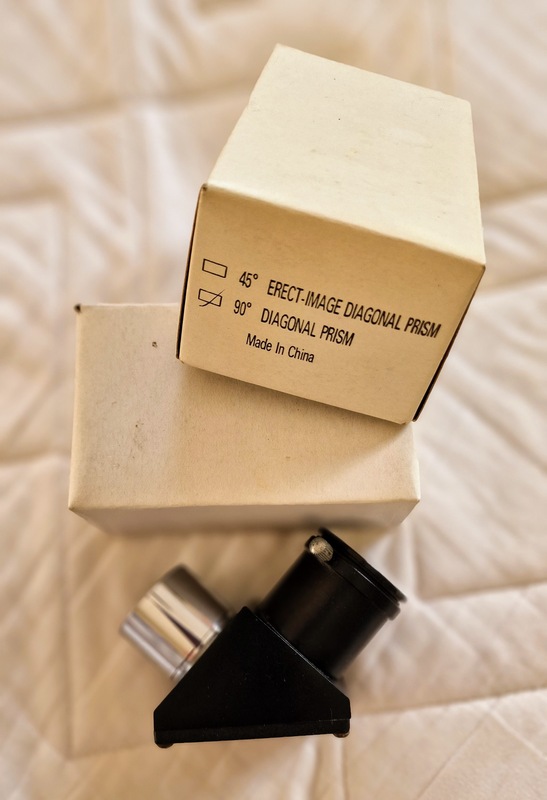 45° ERECT-IMAGE DIAGONAL PRISM
90° DIAGONAL PRISM
Made In China